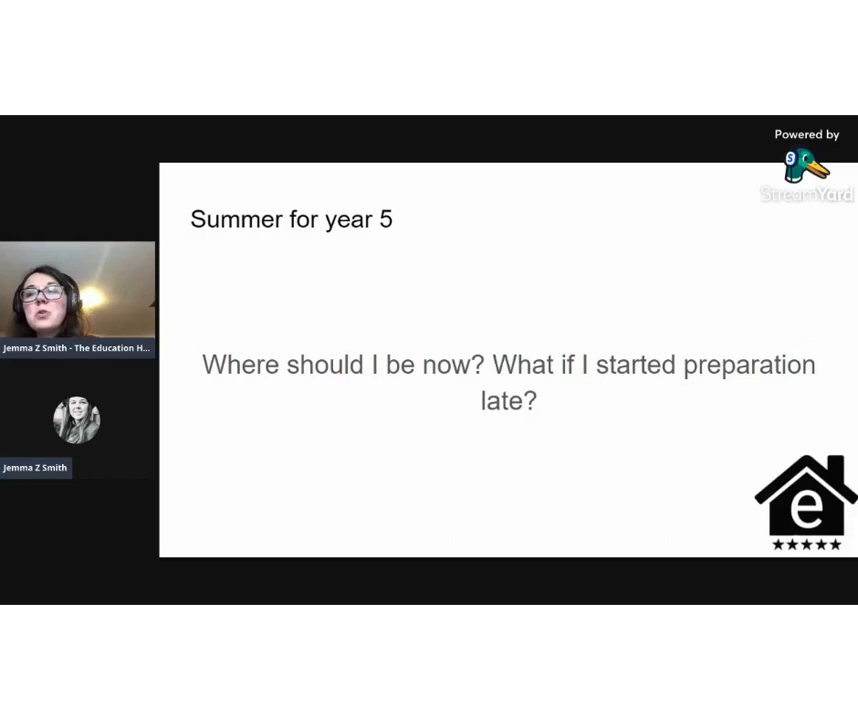 Powered by
S
StreamYard
Summer for year 5
Where should I be now? What if I started preparation
late?
Jemma Z Smith - The Education H...
Jemma Z Smith
e